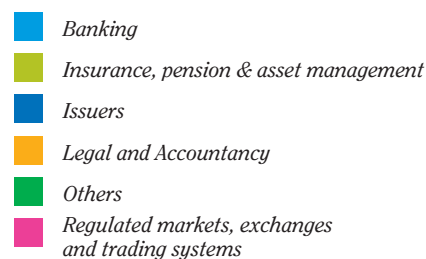 Banking
Insurance, pension & asset management
Issuers
Legal and Accountancy
Others
Regulated markets, exchanges
and trading systems